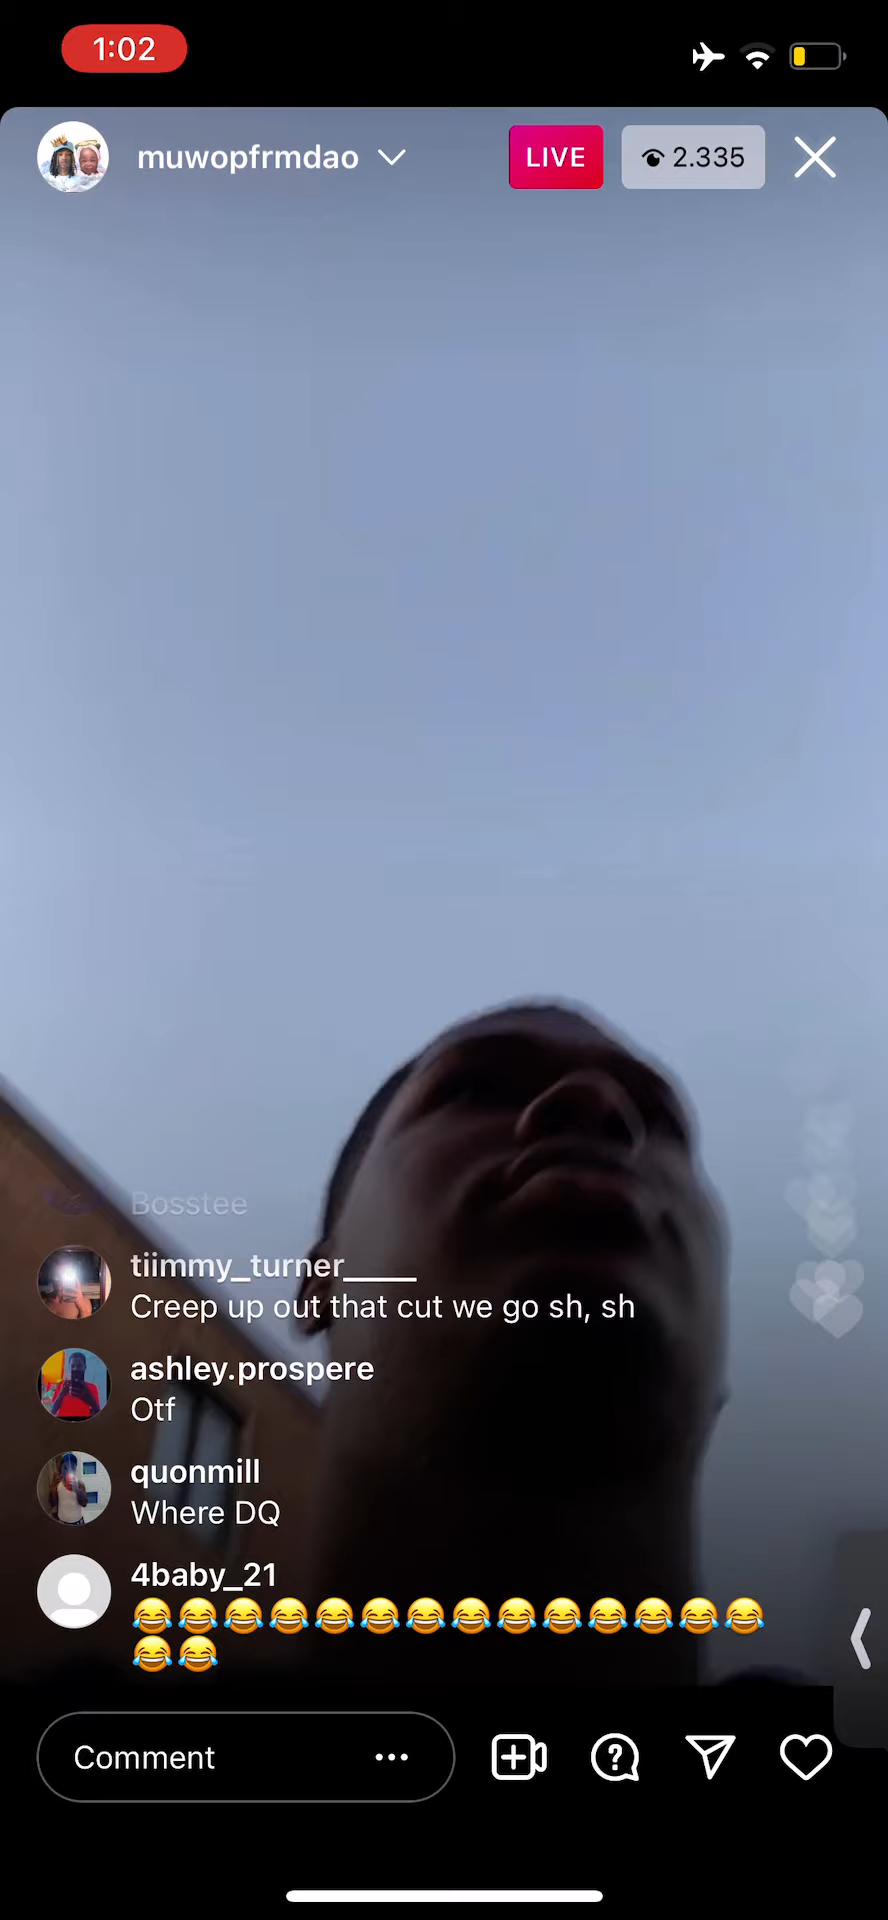 1:02
muwopfrmdao
LIVE
2.335
Bosstee
tiimmy_turner_____
Creep up out that cut we go sh, sh
ashley.prospere
Otf
quonmill
Where DQ
4baby_21
😂😂😂😂😂😂😂😂😂😂😂😂😂😂
😂😂
Comment